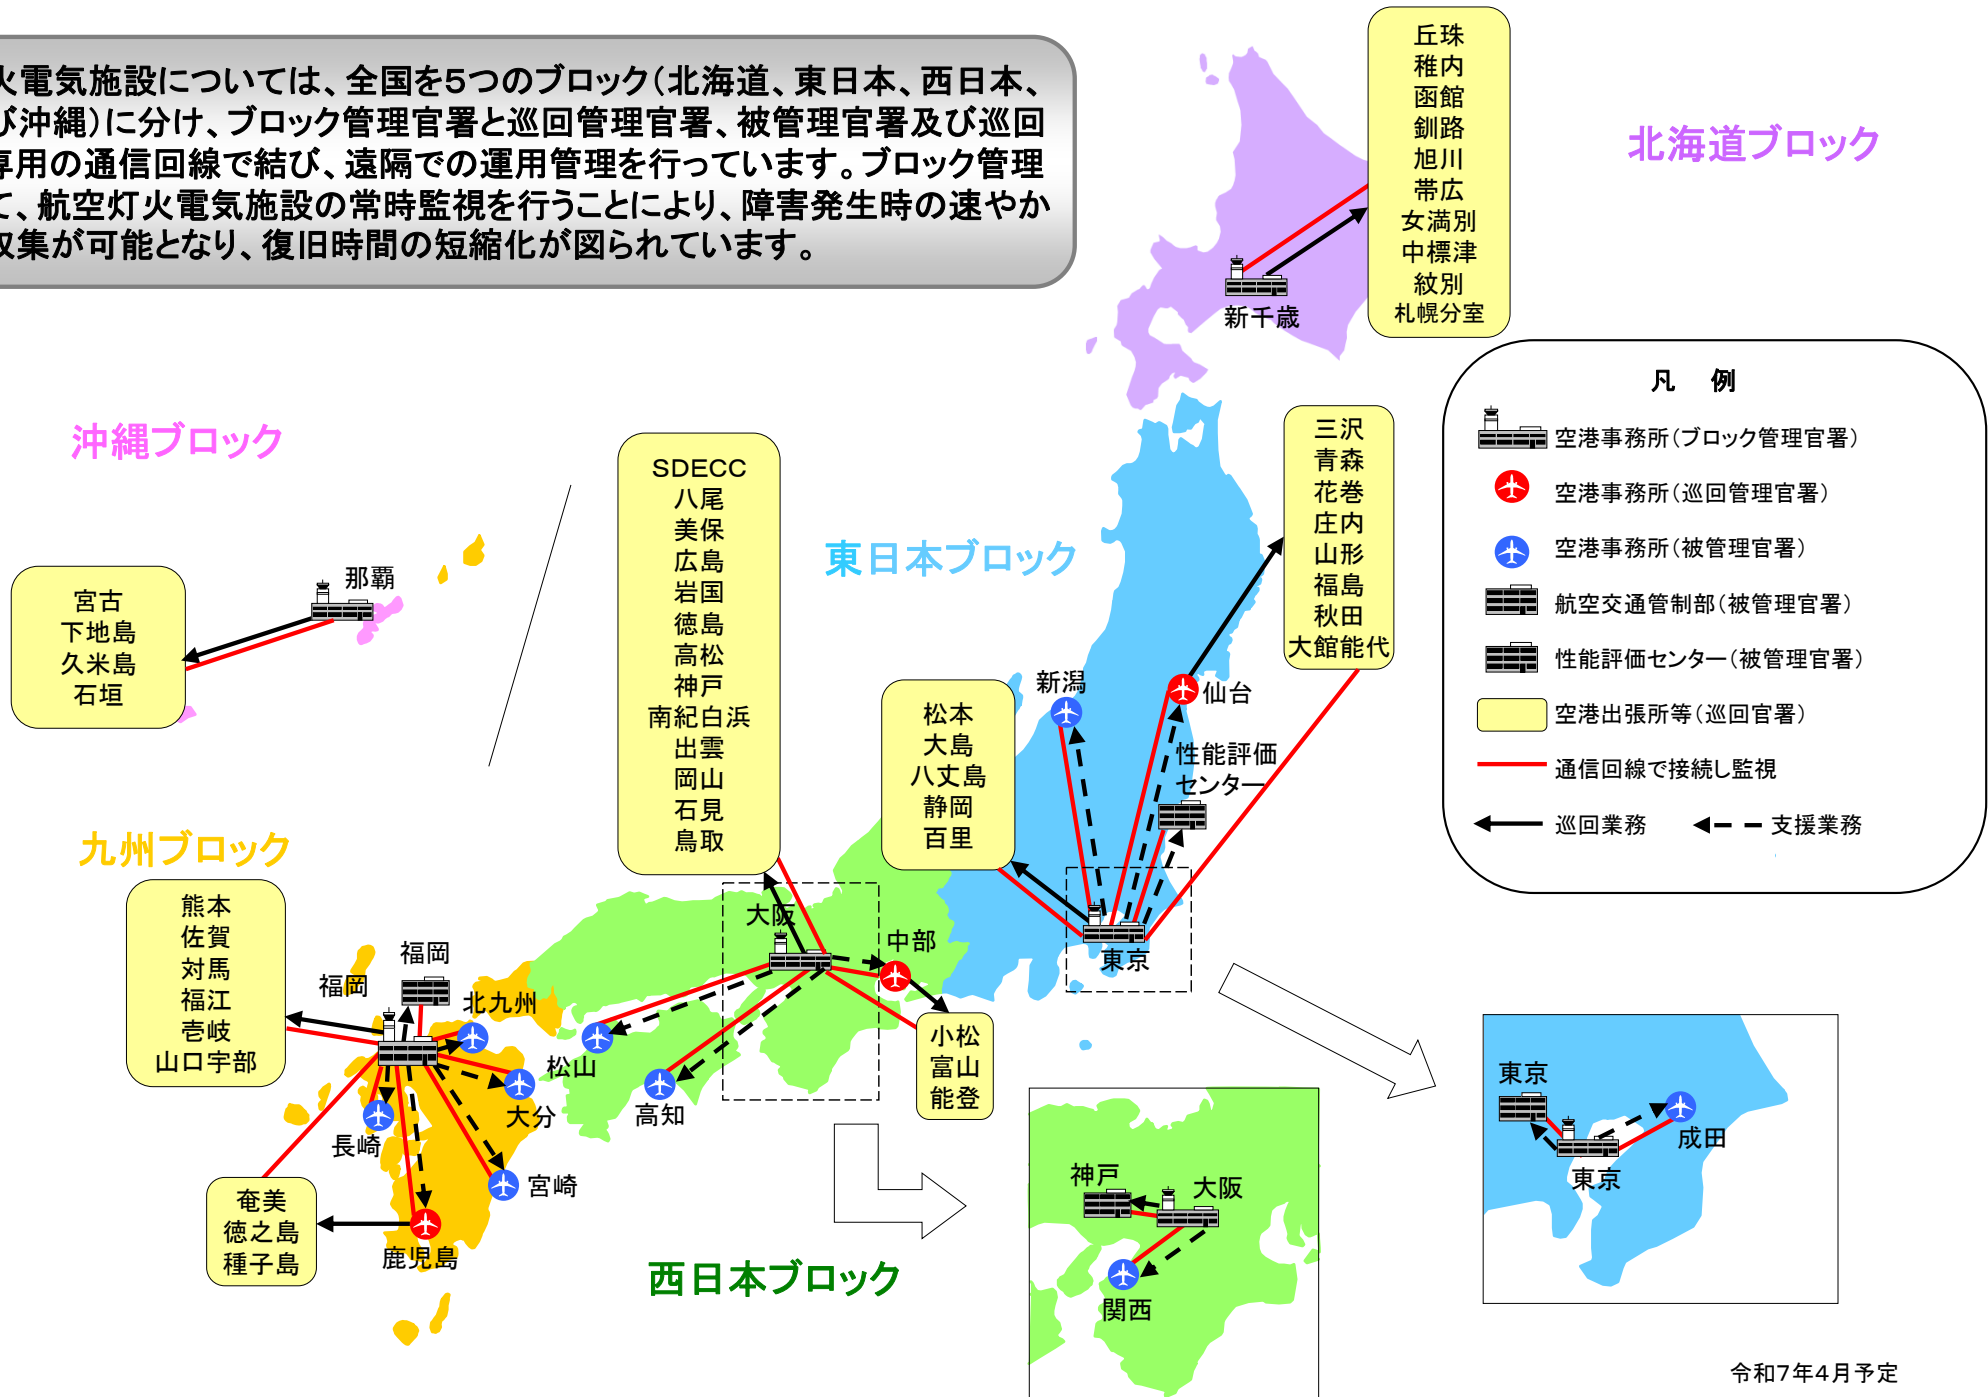 火電気施設については、全国を５つのブロック（北海道、東日本、西日本、
び沖縄）に分け、ブロック管理官署と巡回管理官署、被管理官署及び巡回
専用の通信回線で結び、遠隔での運用管理を行っています。ブロック管理
て、航空灯火電気施設の常時監視を行うことにより、障害発生時の速やか
収集が可能となり、復旧時間の短縮化が図られています。
丘珠
稚内
函館
釧路
旭川
帯広
女満別
中標津
紋別
札幌分室
北海道ブロック
新千歳
凡　例
空港事務所（ブロック管理官署）
空港事務所（巡回管理官署）
空港事務所（被管理官署）
航空交通管制部（被管理官署）
性能評価センター（被管理官署）
空港出張所等（巡回官署）
通信回線で接続し監視
巡回業務
支援業務
沖縄ブロック
那覇
宮古
下地島
久米島
石垣
SDECC
八尾
美保
広島
岩国
徳島
高松
神戸
南紀白浜
出雲
岡山
石見
鳥取
東日本ブロック
三沢
青森
花巻
庄内
山形
福島
秋田
大館能代
新潟
仙台
性能評価
センター
松本
大島
八丈島
静岡
百里
東京
九州ブロック
熊本
佐賀
対馬
福江
壱岐
山口宇部
福岡
福岡
北九州
大分
長崎
宮崎
鹿児島
奄美
徳之島
種子島
大阪
中部
松山
高知
小松
富山
能登
西日本ブロック
神戸
大阪
関西
東京
成田
東京
令和7年4月予定